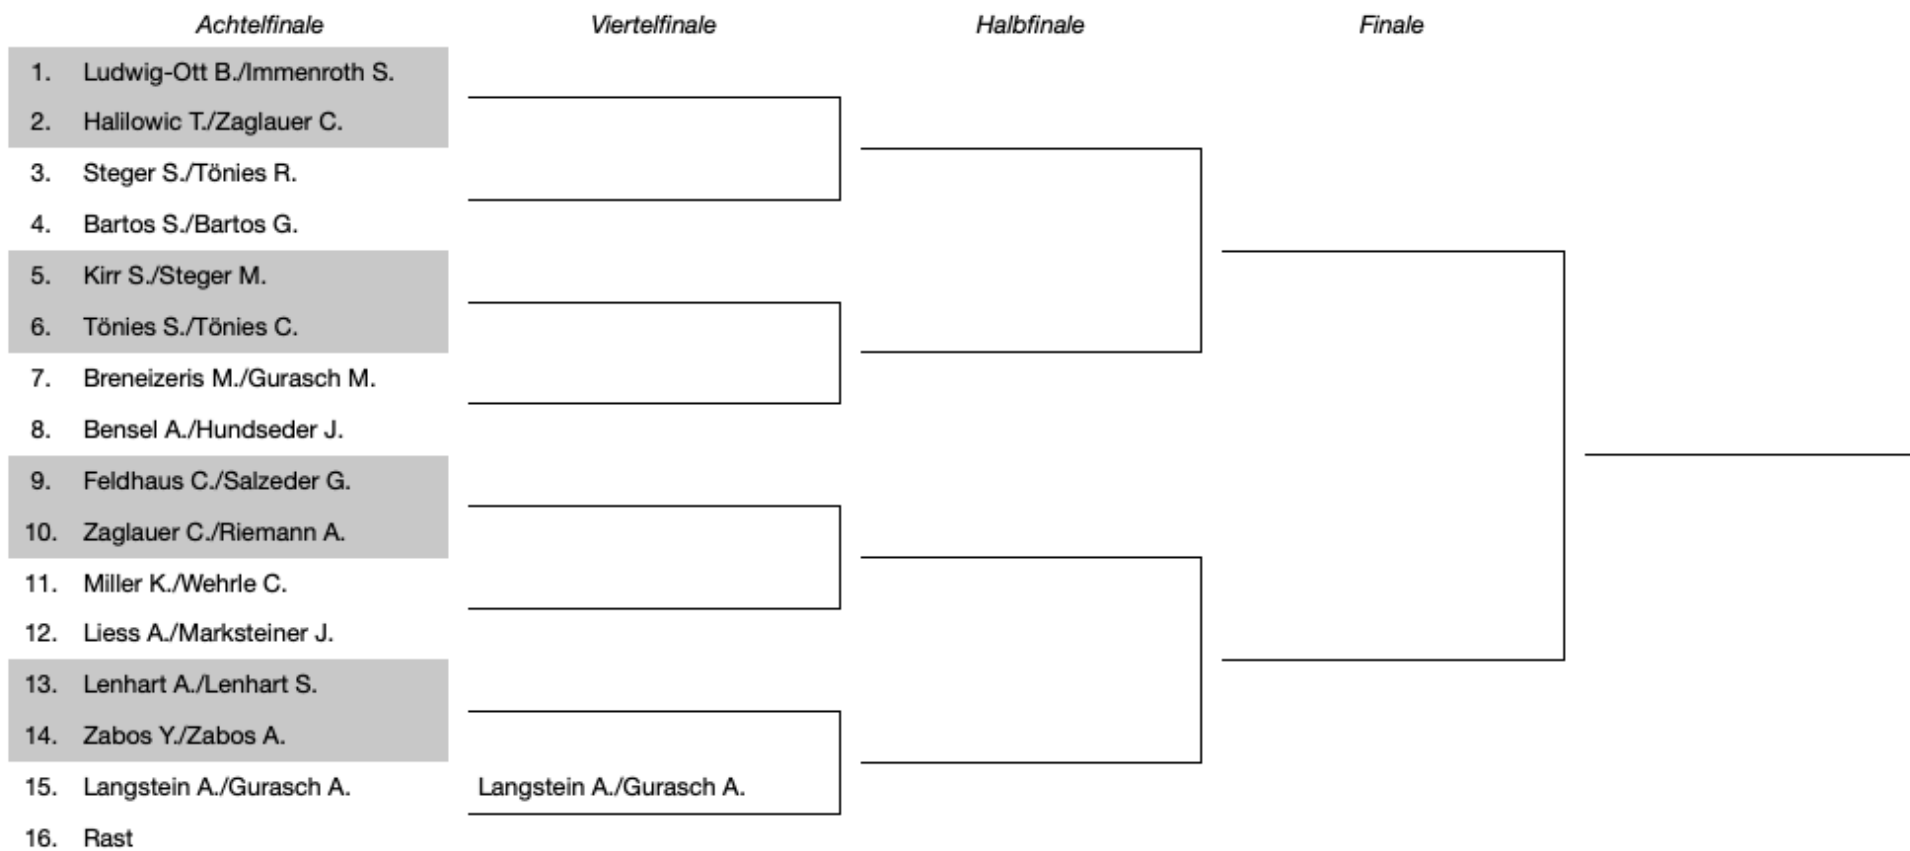 Achtelfinale Viertelfinale Halbfinale Finale
1. Ludwig-Ott B./Immenroth S.
2. Halilowic T./Zaglauer C.
3. Steger S./Tönies R.
4. Bartos S./Bartos G.
5. Kirr S./Steger M.
6. Tönies S./Tönies C.
7. Breneizeris M./Gurasch M.
8. Bensel A./Hundseder J.
9. Feldhaus C./Salzeder G.
10. Zaglauer C./Riemann A.
11. Miller K./Wehrle C.
12. Liess A./Marksteiner J.
13. Lenhart A./Lenhart S.
14. Zabos Y./Zabos A.
15. Langstein A./Gurasch A. Langstein A./Gurasch A.
16. Rast